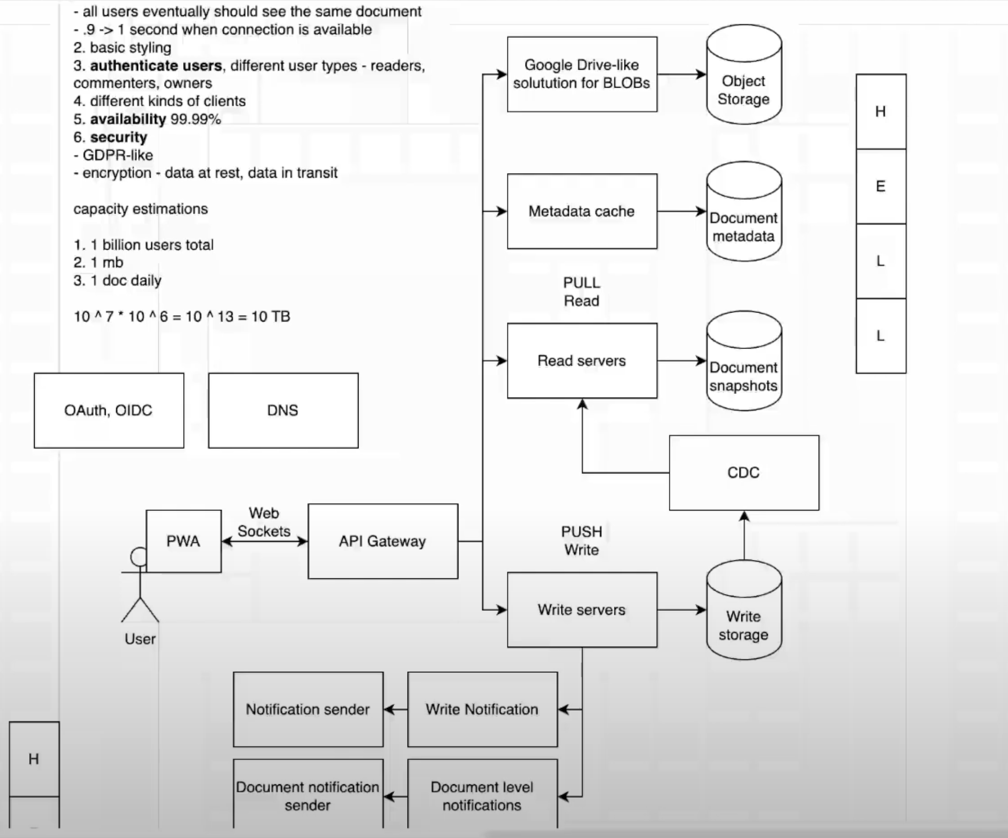 - all users eventually should see the same document
- .9 -> 1 second when connection is available
2. basic styling
3. authenticate users, different user types - readers,
commenters, owners
4. different kinds of clients
5. availability 99.99%
6. security
- GDPR-like
- encryption - data at rest, data in transit
capacity estimations
1. 1 billion users total
2. 1 mb
3. 1 doc daily
10 ^ 7 * 10 ^ 6 = 10 ^ 13 = 10 TB
OAuth, OIDC
DNS
Google Drive-like
solutution for BLOBs
Object
Storage
Metadata cache
Document
metadata
PULL
Read
Read servers
Document
snapshots
CDC
PWA
Web
Sockets
API Gateway
User
PUSH
Write
Write servers
Write
storage
Notification sender
Write Notification
Document notification
sender
Document level
notifications
H
E
L
L
H